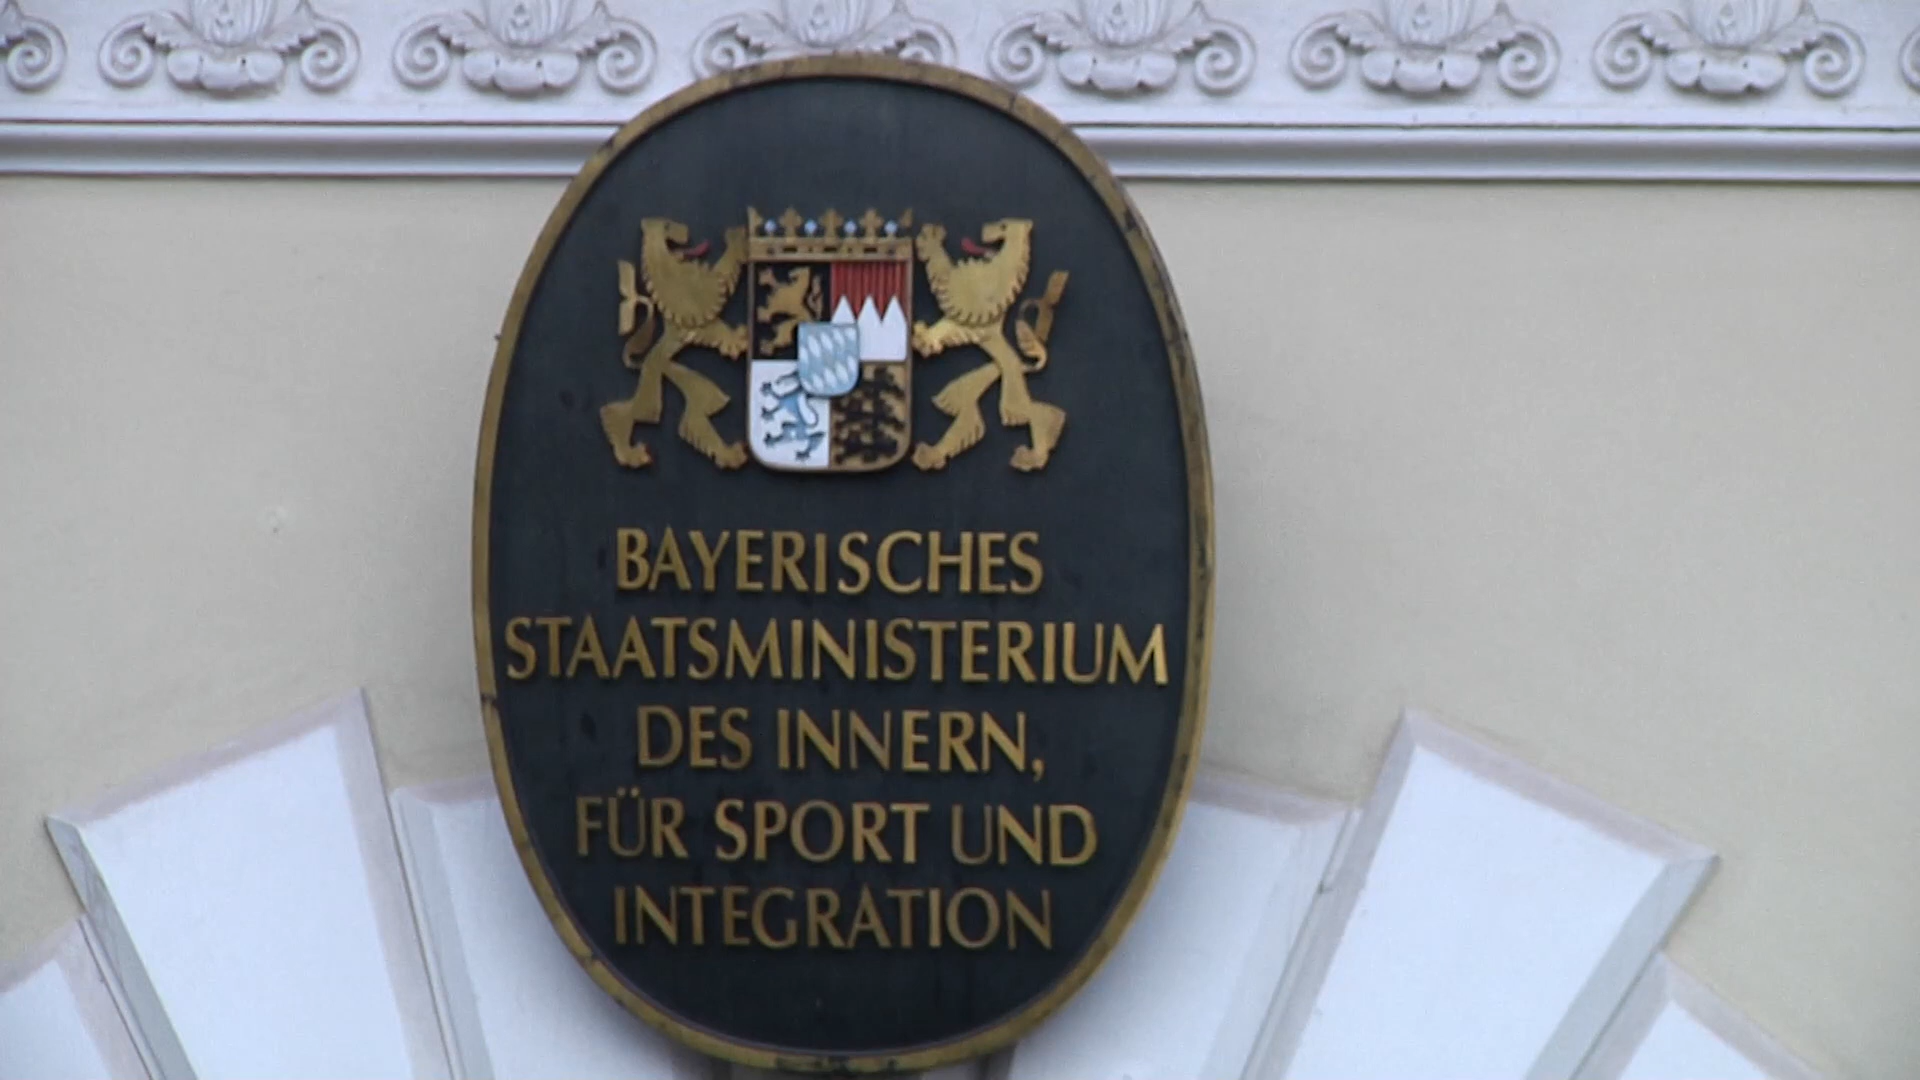 BAYERISCHES
STAATSMINISTERIUM
DES INNERN,
FÜR SPORT UND
INTEGRATION